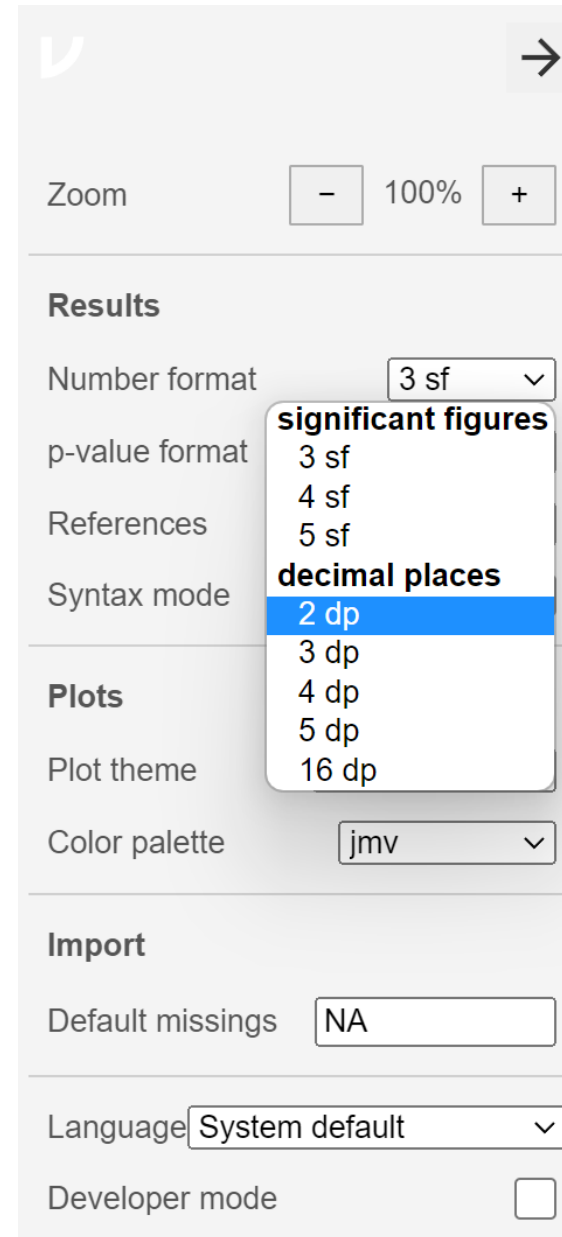 Zoom − 100% +
Results
Number format 3 sf
significant figures
p-value format
3 sf
4 sf
References
5 sf
decimal places
Syntax mode
2 dp
3 dp
Plots
4 dp
5 dp
Plot theme
16 dp
Color palette jmv
Import
Default missings NA
Language System default
Developer mode